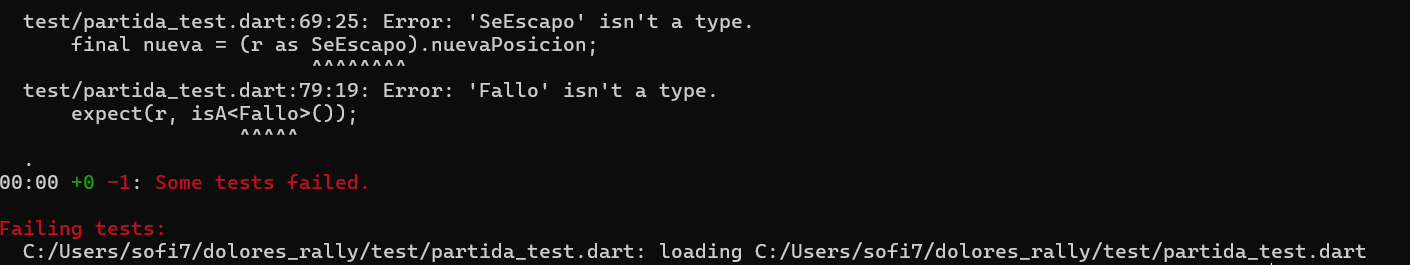 test/partida_test.dart:69:25: Error: 'SeEscapo' isn't a type.
final nueva = (r as SeEscapo).nuevaPosicion;
^^^^^^^^
test/partida_test.dart:79:19: Error: 'Fallo' isn't a type.
expect(r, isA<Fallo>());
^^^^^
.
00:00 +0 -1: Some tests failed.
Failing tests:
C:/Users/sofi7/dolores_rally/test/partida_test.dart: loading C:/Users/sofi7/dolores_rally/test/partida_test.dart